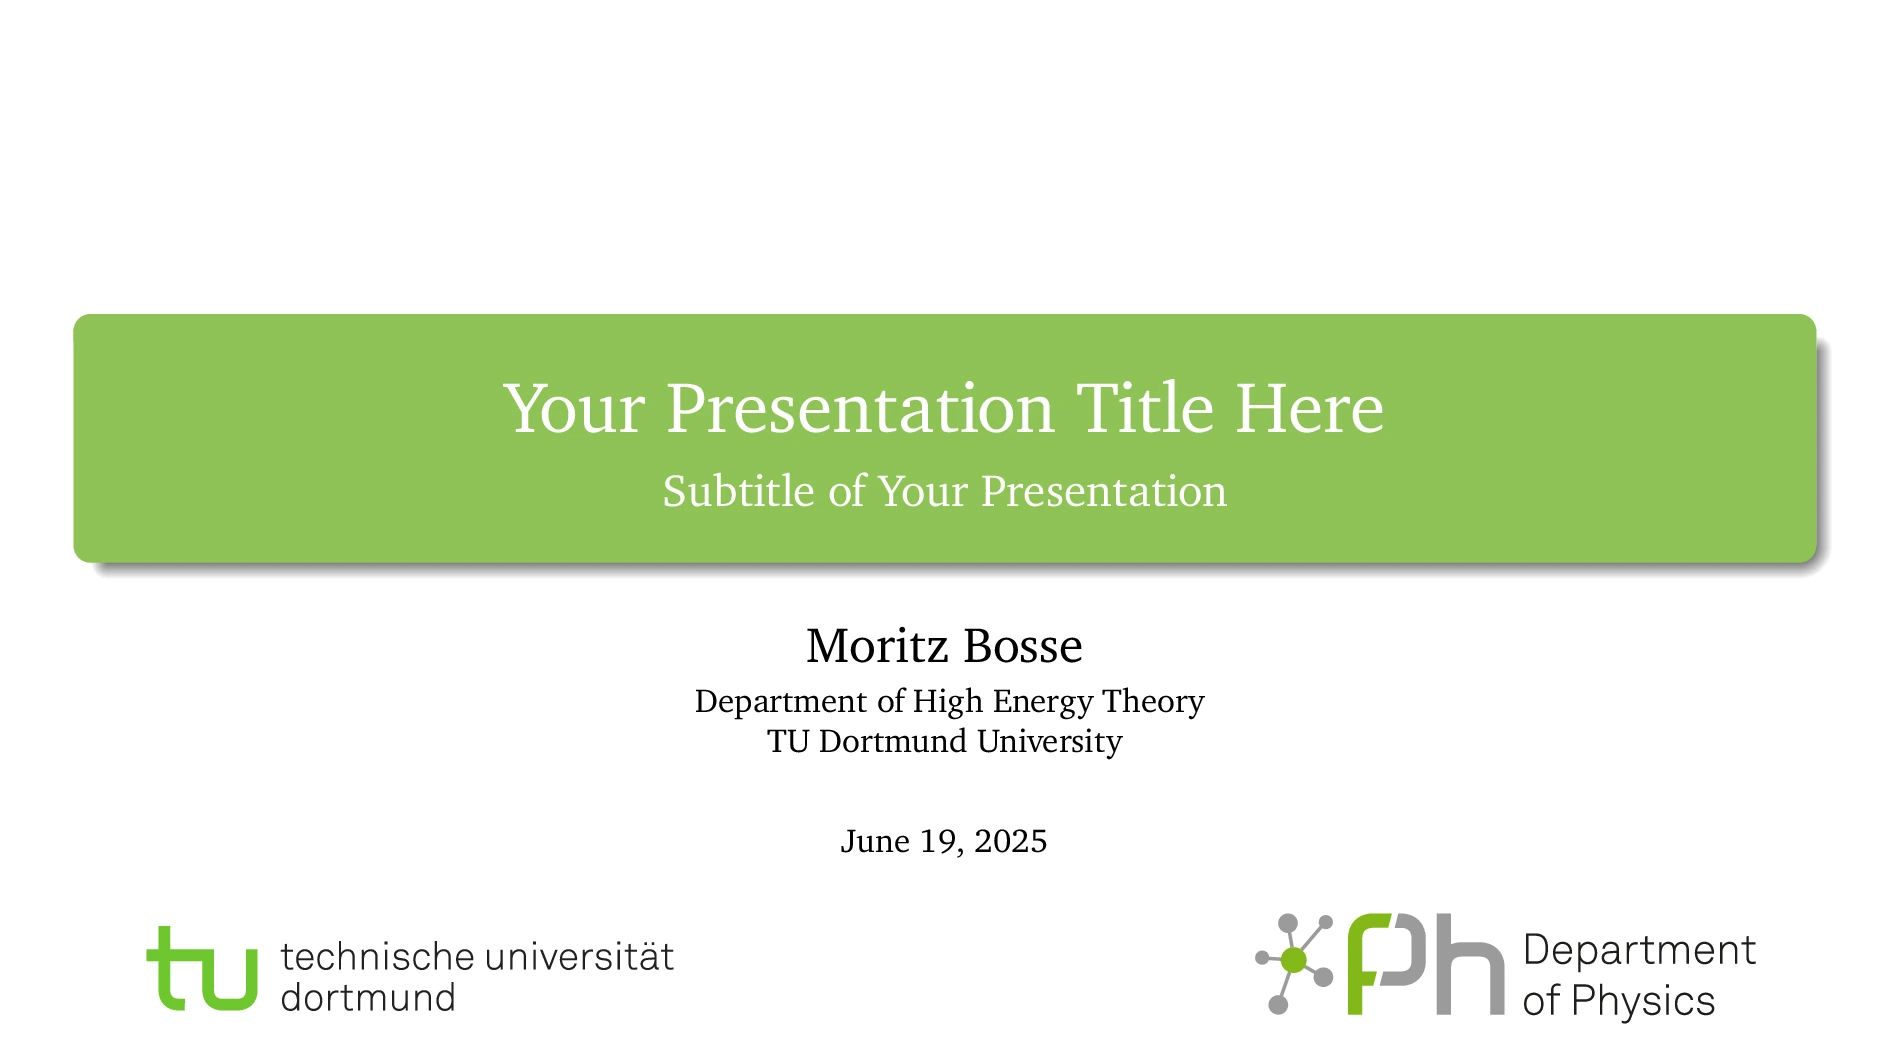 Your Presentation Title Here
Subtitle of Your Presentation
Moritz Bosse
Department of High Energy Theory
TU Dortmund University
June 19, 2025
tu technische universität
dortmund
Ph Department
of Physics